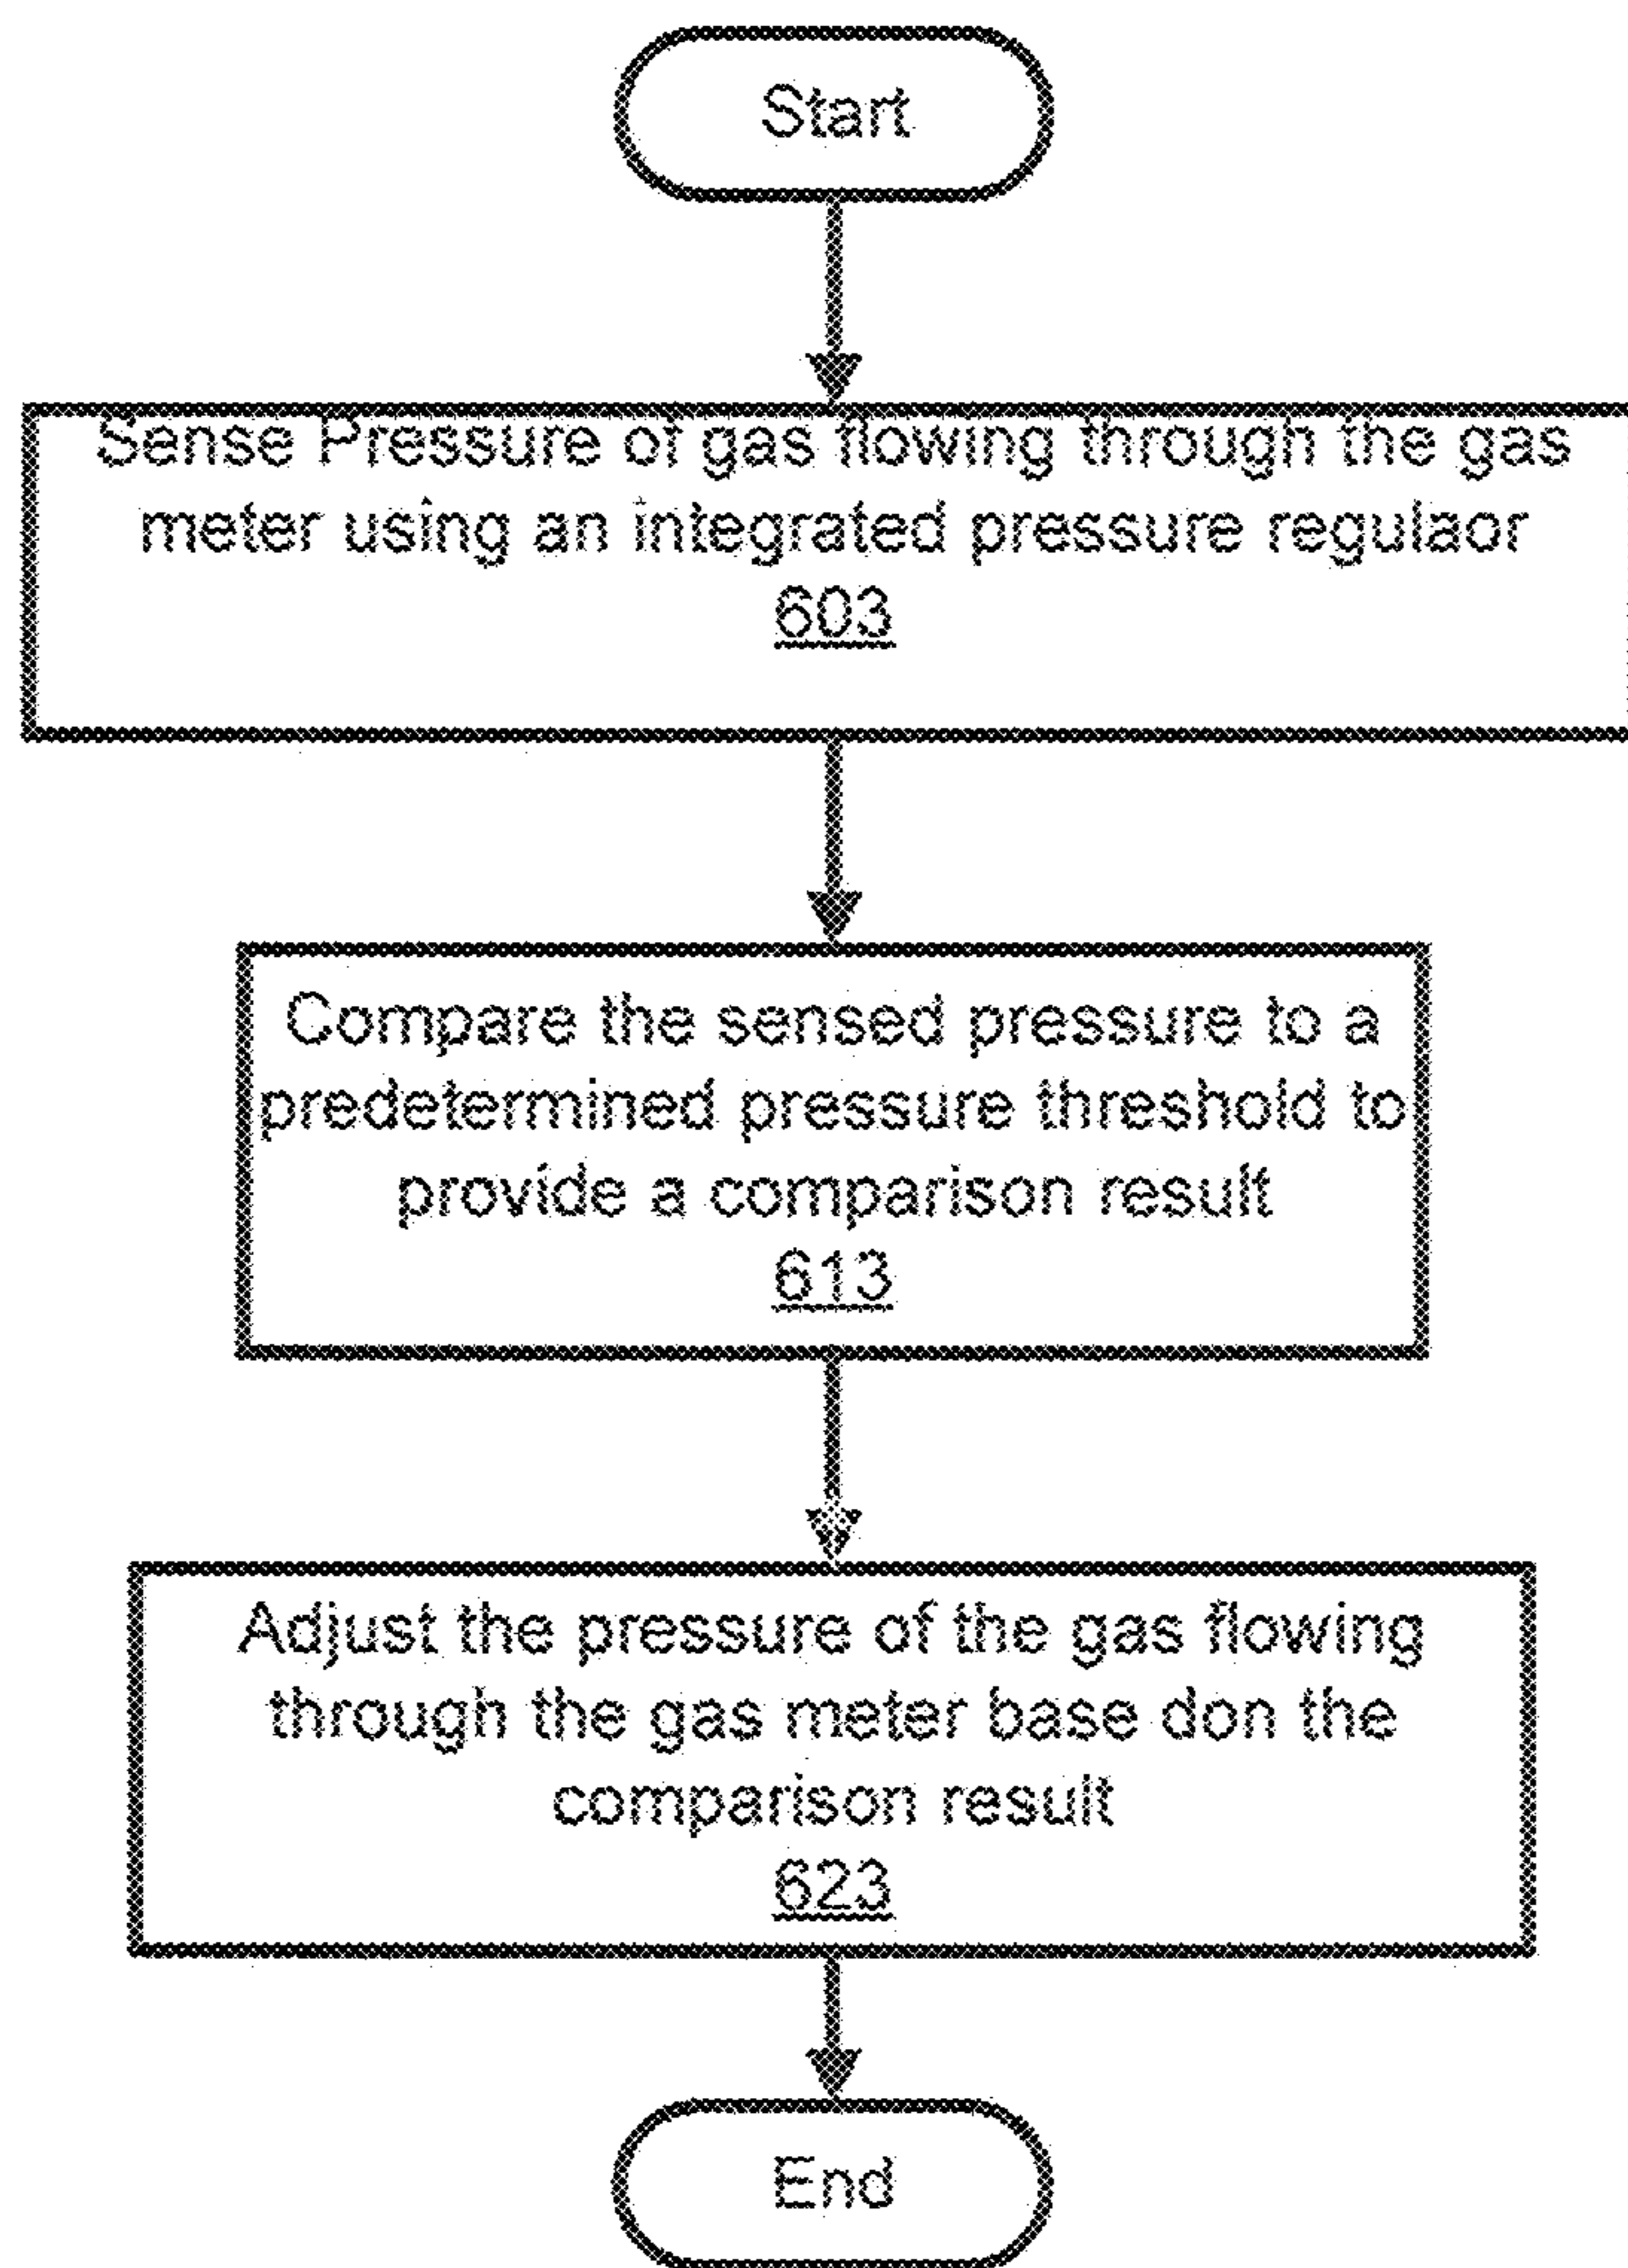 Start
Sense Pressure of gas flowing through the gas
meter using an integrated pressure regulaor
603
Compare the sensed pressure to a
predetermined pressure threshold to
provide a comparison result
613
Adjust the pressure of the gas flowing
through the gas meter base don the
comparison result
623
End